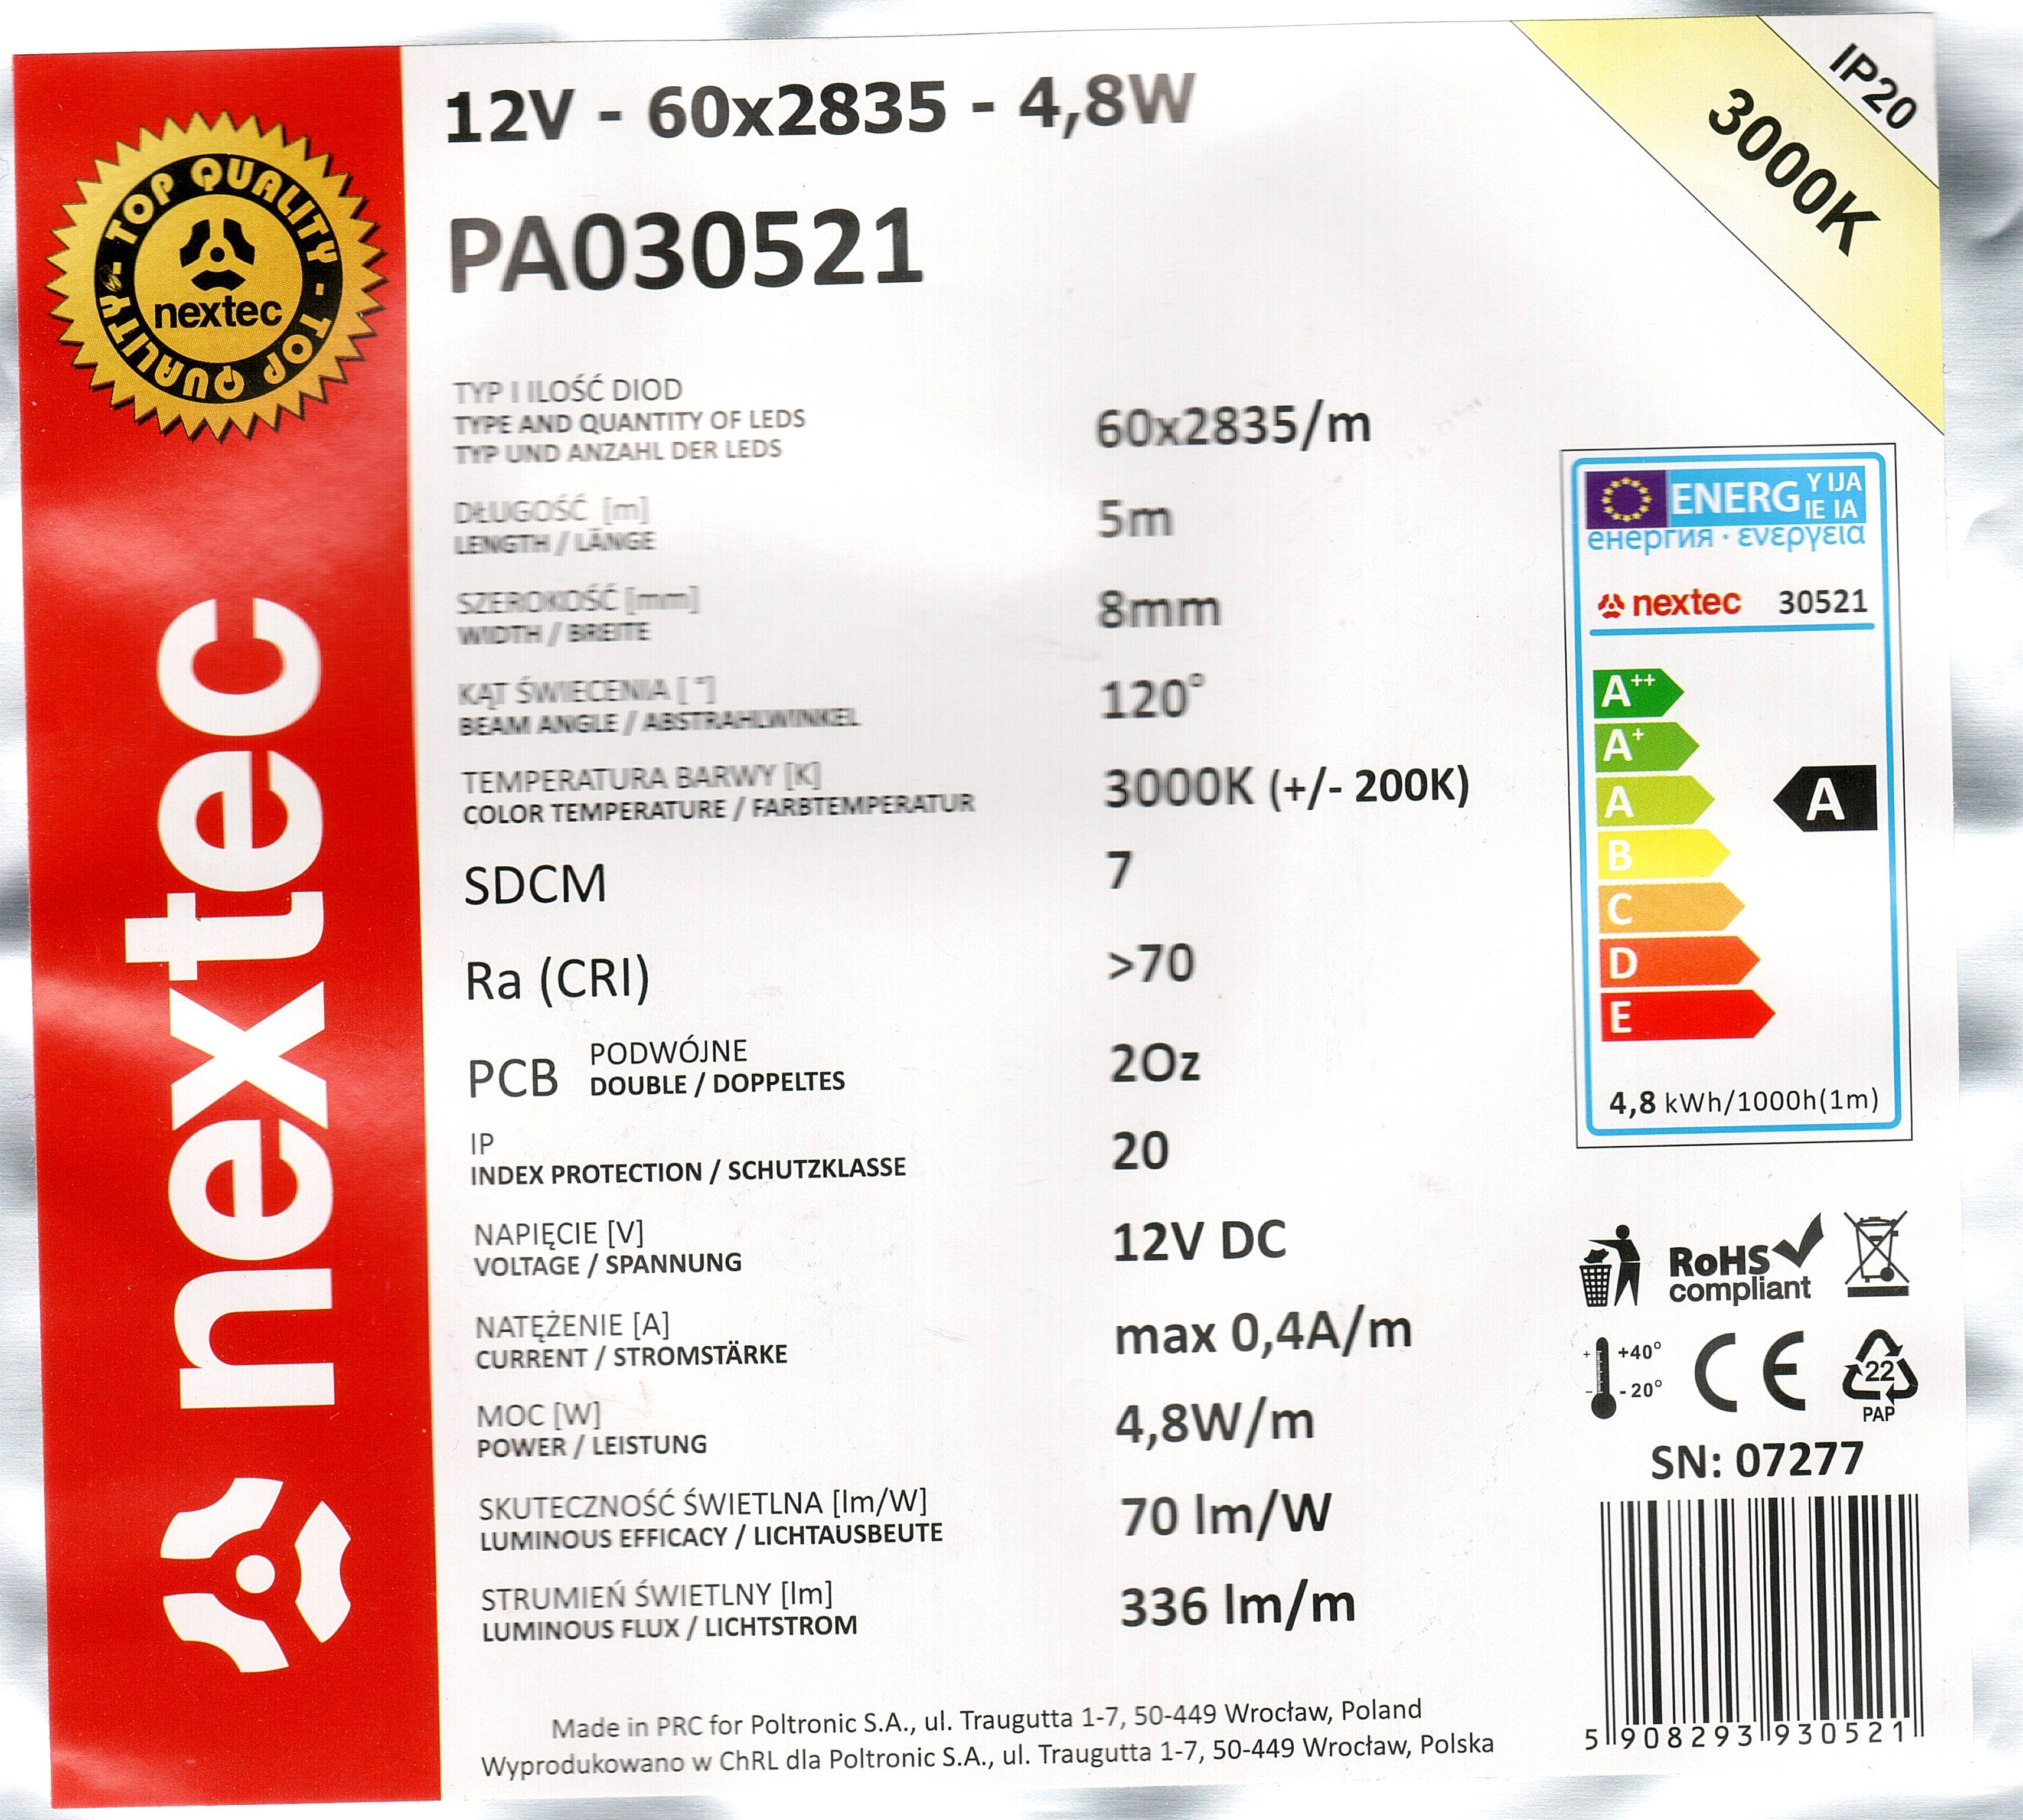 12V - 60x2835 - 4,8W
IP20
3000K
PA030521
TOP QUALITY - TOP QUALITY -
nextec
nextec
TYP I ILOŚĆ DIOD
TYPE AND QUANTITY OF LEDS
TYP UND ANZAHL DER LEDS
60x2835/m
DŁUGOŚĆ [m]
LENGTH / LÄNGE
5m
SZEROKOŚĆ [mm]
WIDTH / BREITE
8mm
KĄT ŚWIECENIA [ °]
BEAM ANGLE / ABSTRAHLWINKEL
120°
TEMPERATURA BARWY [K]
COLOR TEMPERATURE / FARBTEMPERATUR
3000K (+/- 200K)
SDCM
7
Ra (CRI)
>70
PCB PODWÓJNE
DOUBLE / DOPPELTES
2Oz
IP
INDEX PROTECTION / SCHUTZKLASSE
20
NAPIĘCIE [V]
VOLTAGE / SPANNUNG
12V DC
NATĘŻENIE [A]
CURRENT / STROMSTÄRKE
max 0,4A/m
MOC [W]
POWER / LEISTUNG
4,8W/m
SKUTECZNOŚĆ ŚWIETLNA [lm/W]
LUMINOUS EFFICACY / LICHTAUSBEUTE
70 lm/W
STRUMIEŃ ŚWIETLNY [lm]
LUMINOUS FLUX / LICHTSTROM
336 lm/m
Made in PRC for Poltronic S.A., ul. Traugutta 1-7, 50-449 Wrocław, Poland
Wyprodukowano w ChRL dla Poltronic S.A., ul. Traugutta 1-7, 50-449 Wrocław, Polska
ENERG Y IJA
IE IA
енергия · ενεργεια
nextec 30521
A++
A+
A
A
B
C
D
E
4,8 kWh/1000h(1m)
RoHS
compliant
+ +40°
- -20°
CE
22
PAP
SN: 07277
5 908293 930521